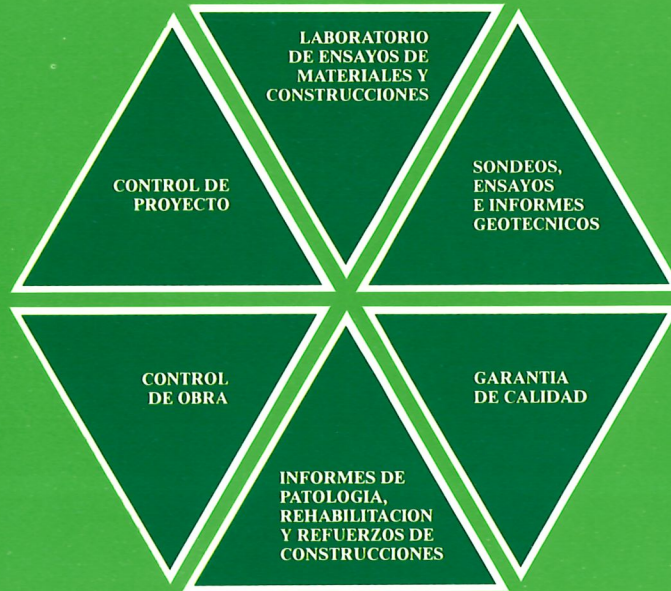 LABORATORIO
DE ENSAYOS DE
MATERIALES Y
CONSTRUCCIONES
CONTROL DE
PROYECTO
SONDEOS,
ENSAYOS
E INFORMES
GEOTECNICOS
CONTROL
DE OBRA
GARANTIA
DE CALIDAD
INFORMES DE
PATOLOGIA,
REHABILITACION
Y REFUERZOS DE
CONSTRUCCIONES